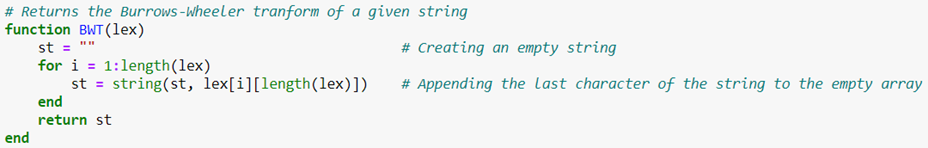 # Returns the Burrows-Wheeler tranform of a given string
function BWT(lex)
    st = ""                                        # Creating an empty string
    for i = 1:length(lex)
        st = string(st, lex[i][length(lex)])    # Appending the last character of the string to the empty array
    end
    return st
end